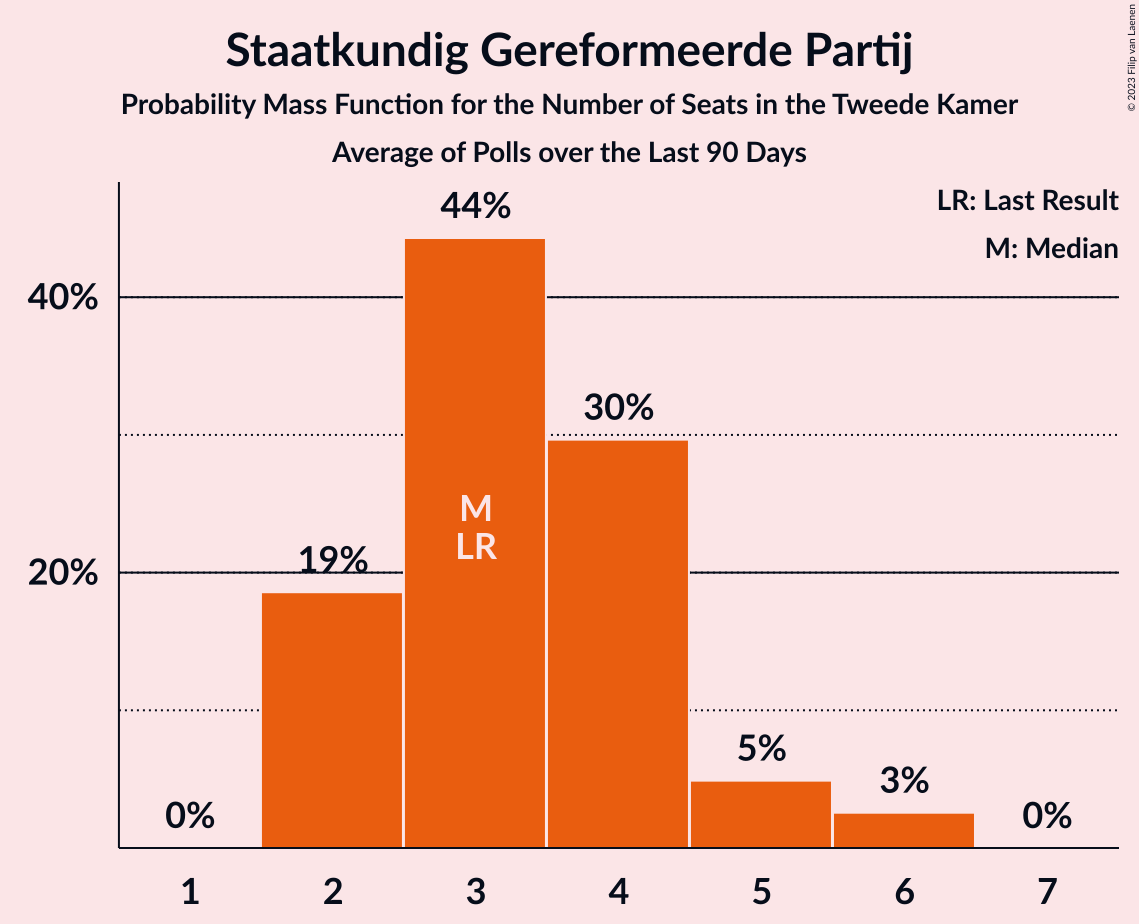 Staatkundig Gereformeerde Partij
Probability Mass Function for the Number of Seats in the Tweede Kamer
Average of Polls over the Last 90 Days
© 2023 Filip van Laenen
LR: Last Result
M: Median
44%
40%
30%
M
LR
19%
20%
5%
3%
0%
0%
1 2 3 4 5 6 7